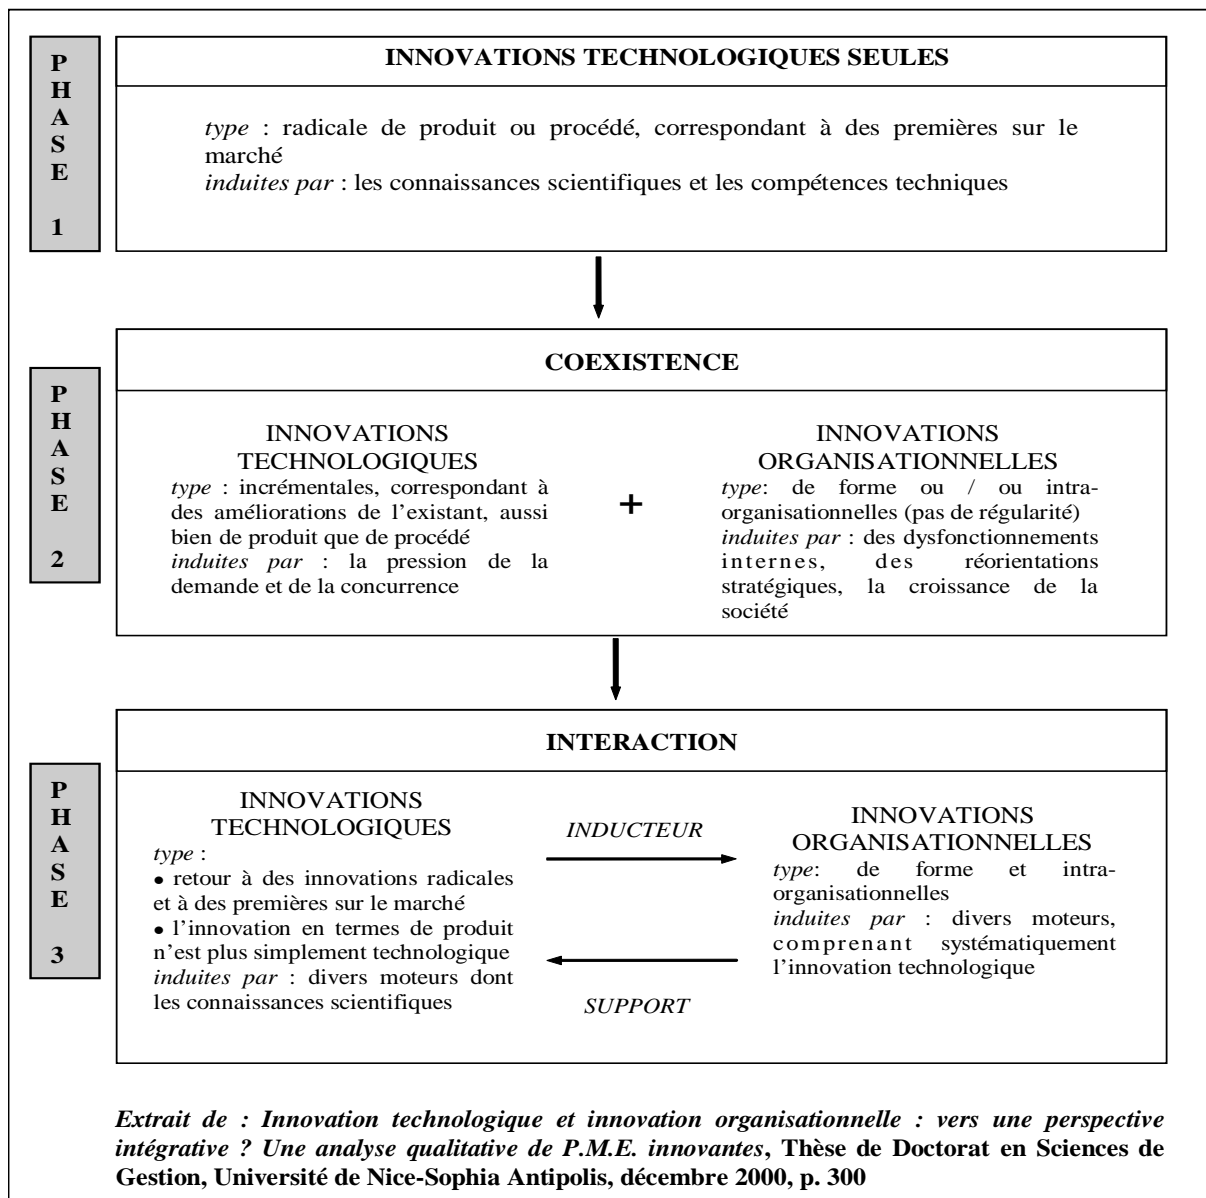 PHASE 1
INNOVATIONS TECHNOLOGIQUES SEULES
type : radicale de produit ou procédé, correspondant à des premières sur le
marché
induites par : les connaissances scientifiques et les compétences techniques
PHASE 2
COEXISTENCE
INNOVATIONS
TECHNOLOGIQUES
type : incrémentales, correspondant à
des améliorations de l'existant, aussi
bien de produit que de procédé
induites par : la pression de la
demande et de la concurrence
+
INNOVATIONS
ORGANISATIONNELLES
type: de forme ou / ou intra-
organisationnelles (pas de régularité)
induites par : des dysfonctionnements
internes, des réorientations
stratégiques, la croissance de la
société
PHASE 3
INTERACTION
INNOVATIONS
TECHNOLOGIQUES
type :
• retour à des innovations radicales
et à des premières sur le marché
• l'innovation en termes de produit
n'est plus simplement technologique
induites par : divers moteurs dont
les connaissances scientifiques
INDUCTEUR
SUPPORT
INNOVATIONS
ORGANISATIONNELLES
type: de forme et intra-
organisationnelles
induites par : divers moteurs,
comprenant systématiquement
l'innovation technologique
Extrait de : Innovation technologique et innovation organisationnelle : vers une perspective
intégrative ? Une analyse qualitative de P.M.E. innovantes, Thèse de Doctorat en Sciences de
Gestion, Université de Nice-Sophia Antipolis, décembre 2000, p. 300